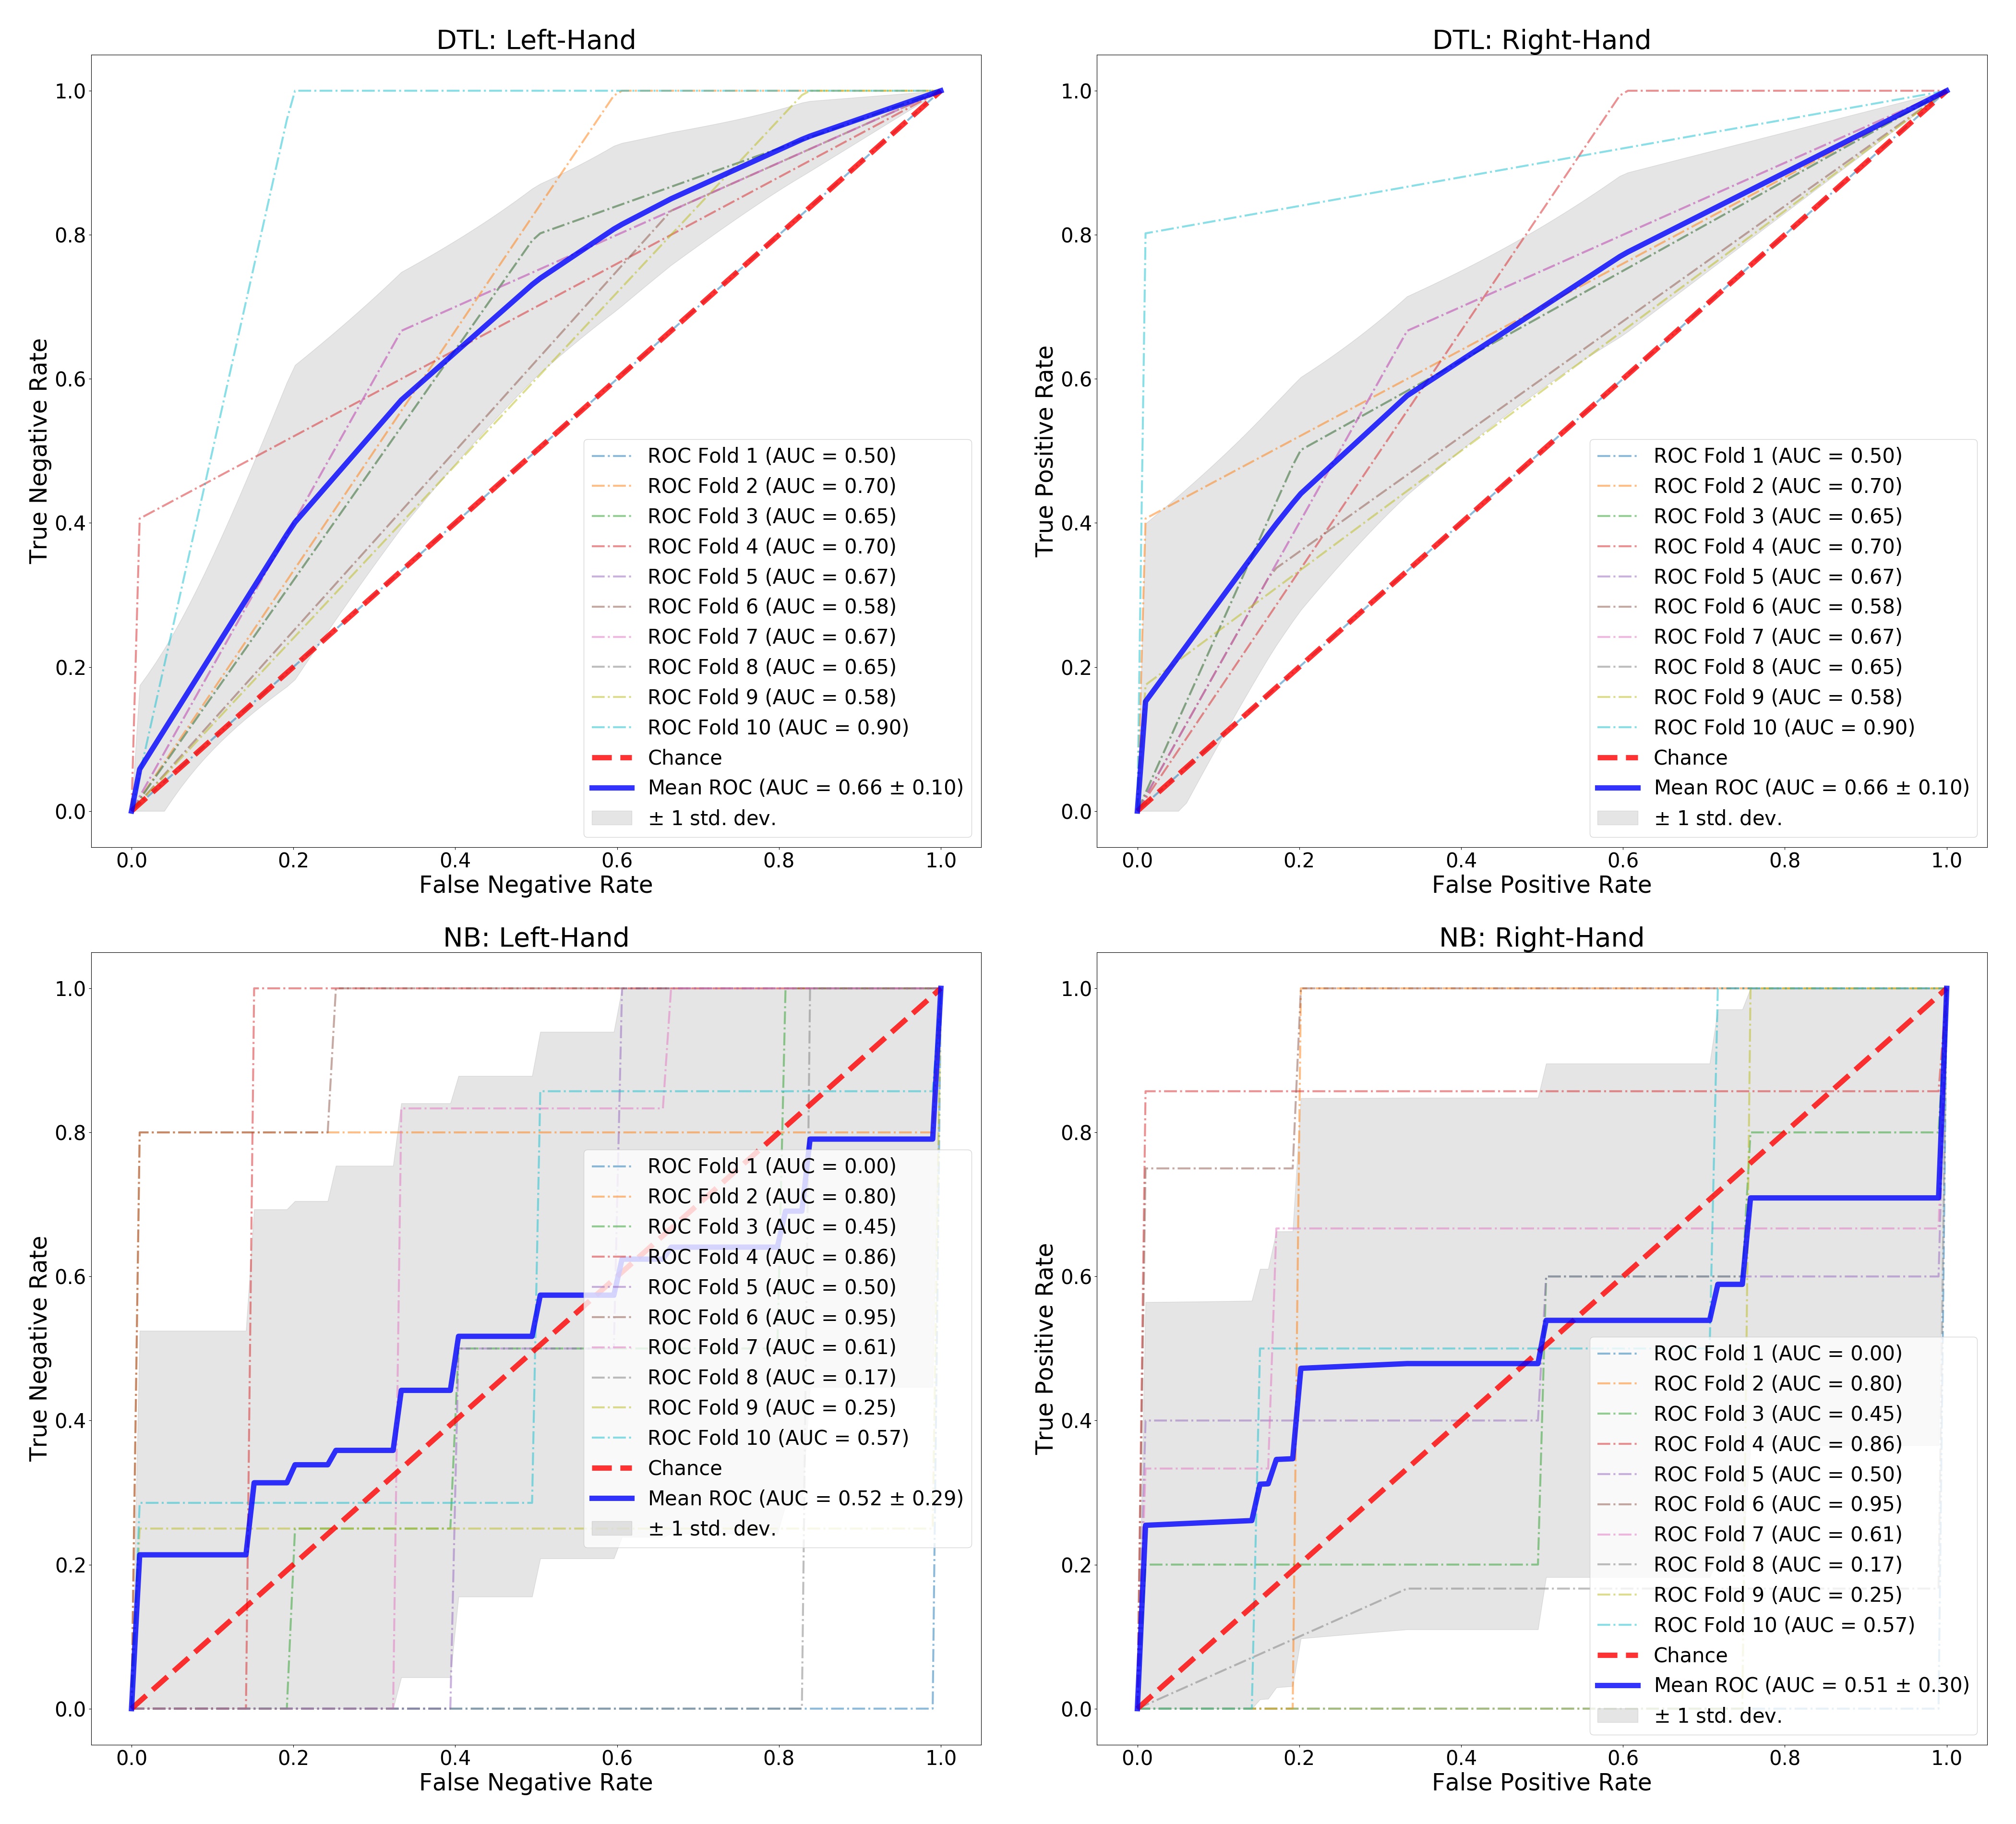 DTL: Left-Hand
True Negative Rate
1.0
0.8
0.6
0.4
0.2
0.0
ROC Fold 1 (AUC = 0.50)
ROC Fold 2 (AUC = 0.70)
ROC Fold 3 (AUC = 0.65)
ROC Fold 4 (AUC = 0.70)
ROC Fold 5 (AUC = 0.67)
ROC Fold 6 (AUC = 0.58)
ROC Fold 7 (AUC = 0.67)
ROC Fold 8 (AUC = 0.65)
ROC Fold 9 (AUC = 0.58)
ROC Fold 10 (AUC = 0.90)
Chance
Mean ROC (AUC = 0.66 ± 0.10)
± 1 std. dev.
0.0 0.2 0.4 0.6 0.8 1.0
False Negative Rate
DTL: Right-Hand
True Positive Rate
1.0
0.8
0.6
0.4
0.2
0.0
ROC Fold 1 (AUC = 0.50)
ROC Fold 2 (AUC = 0.70)
ROC Fold 3 (AUC = 0.65)
ROC Fold 4 (AUC = 0.70)
ROC Fold 5 (AUC = 0.67)
ROC Fold 6 (AUC = 0.58)
ROC Fold 7 (AUC = 0.67)
ROC Fold 8 (AUC = 0.65)
ROC Fold 9 (AUC = 0.58)
ROC Fold 10 (AUC = 0.90)
Chance
Mean ROC (AUC = 0.66 ± 0.10)
± 1 std. dev.
0.0 0.2 0.4 0.6 0.8 1.0
False Positive Rate
NB: Left-Hand
True Negative Rate
1.0
0.8
0.6
0.4
0.2
0.0
ROC Fold 1 (AUC = 0.00)
ROC Fold 2 (AUC = 0.80)
ROC Fold 3 (AUC = 0.45)
ROC Fold 4 (AUC = 0.86)
ROC Fold 5 (AUC = 0.50)
ROC Fold 6 (AUC = 0.95)
ROC Fold 7 (AUC = 0.61)
ROC Fold 8 (AUC = 0.17)
ROC Fold 9 (AUC = 0.25)
ROC Fold 10 (AUC = 0.57)
Chance
Mean ROC (AUC = 0.52 ± 0.29)
± 1 std. dev.
0.0 0.2 0.4 0.6 0.8 1.0
False Negative Rate
NB: Right-Hand
True Positive Rate
1.0
0.8
0.6
0.4
0.2
0.0
ROC Fold 1 (AUC = 0.00)
ROC Fold 2 (AUC = 0.80)
ROC Fold 3 (AUC = 0.45)
ROC Fold 4 (AUC = 0.86)
ROC Fold 5 (AUC = 0.50)
ROC Fold 6 (AUC = 0.95)
ROC Fold 7 (AUC = 0.61)
ROC Fold 8 (AUC = 0.17)
ROC Fold 9 (AUC = 0.25)
ROC Fold 10 (AUC = 0.57)
Chance
Mean ROC (AUC = 0.51 ± 0.30)
± 1 std. dev.
0.0 0.2 0.4 0.6 0.8 1.0
False Positive Rate